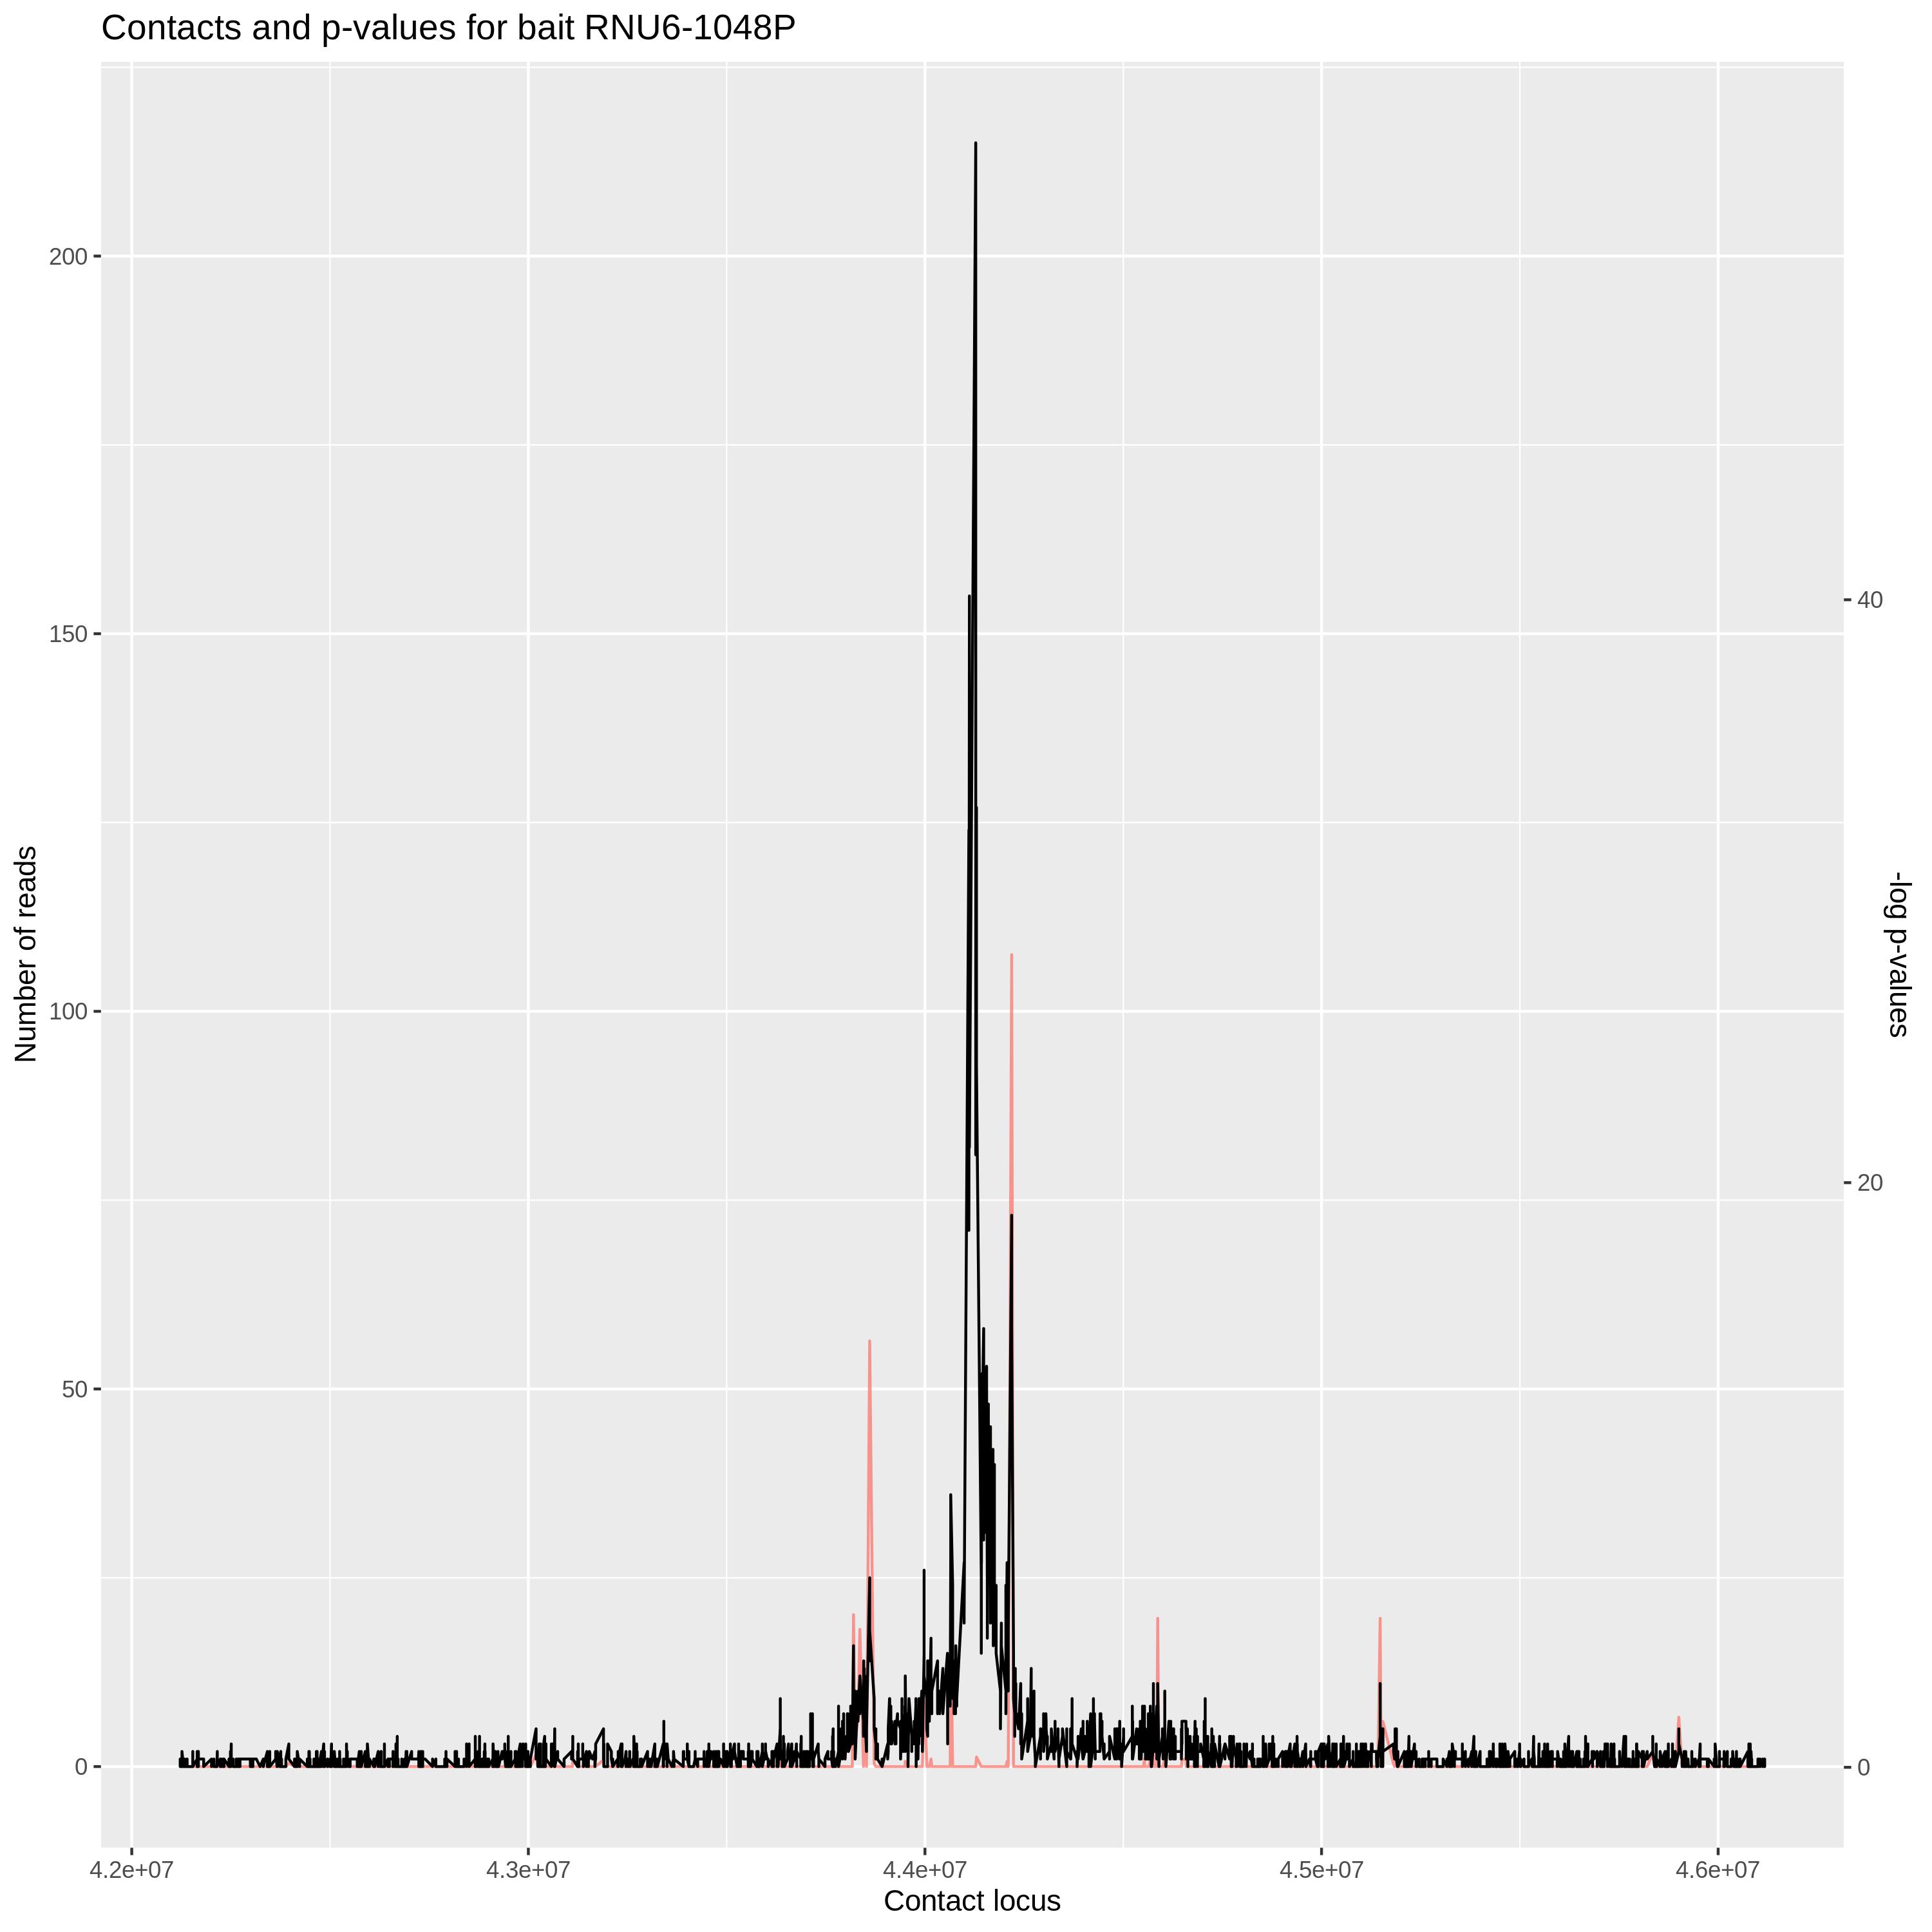 Contacts and p-values for bait RNU6-1048P
200
150
100
50
0
Number of reads
40
20
0
-log p-values
4.2e+07
4.3e+07
4.4e+07
4.5e+07
4.6e+07
Contact locus